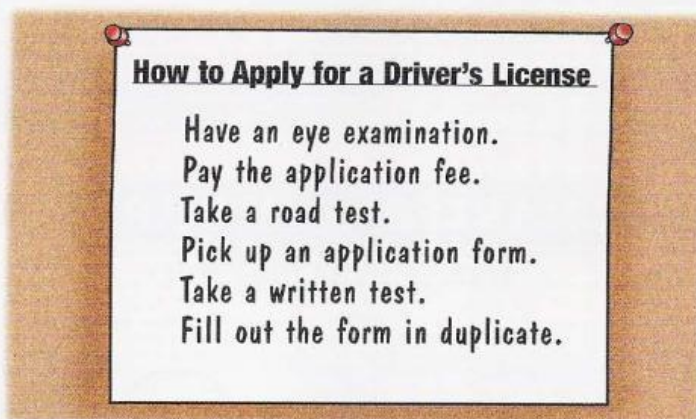 How to Apply for a Driver's License
Have an eye examination.
Pay the application fee.
Take a road test.
Pick up an application form.
Take a written test.
Fill out the form in duplicate.